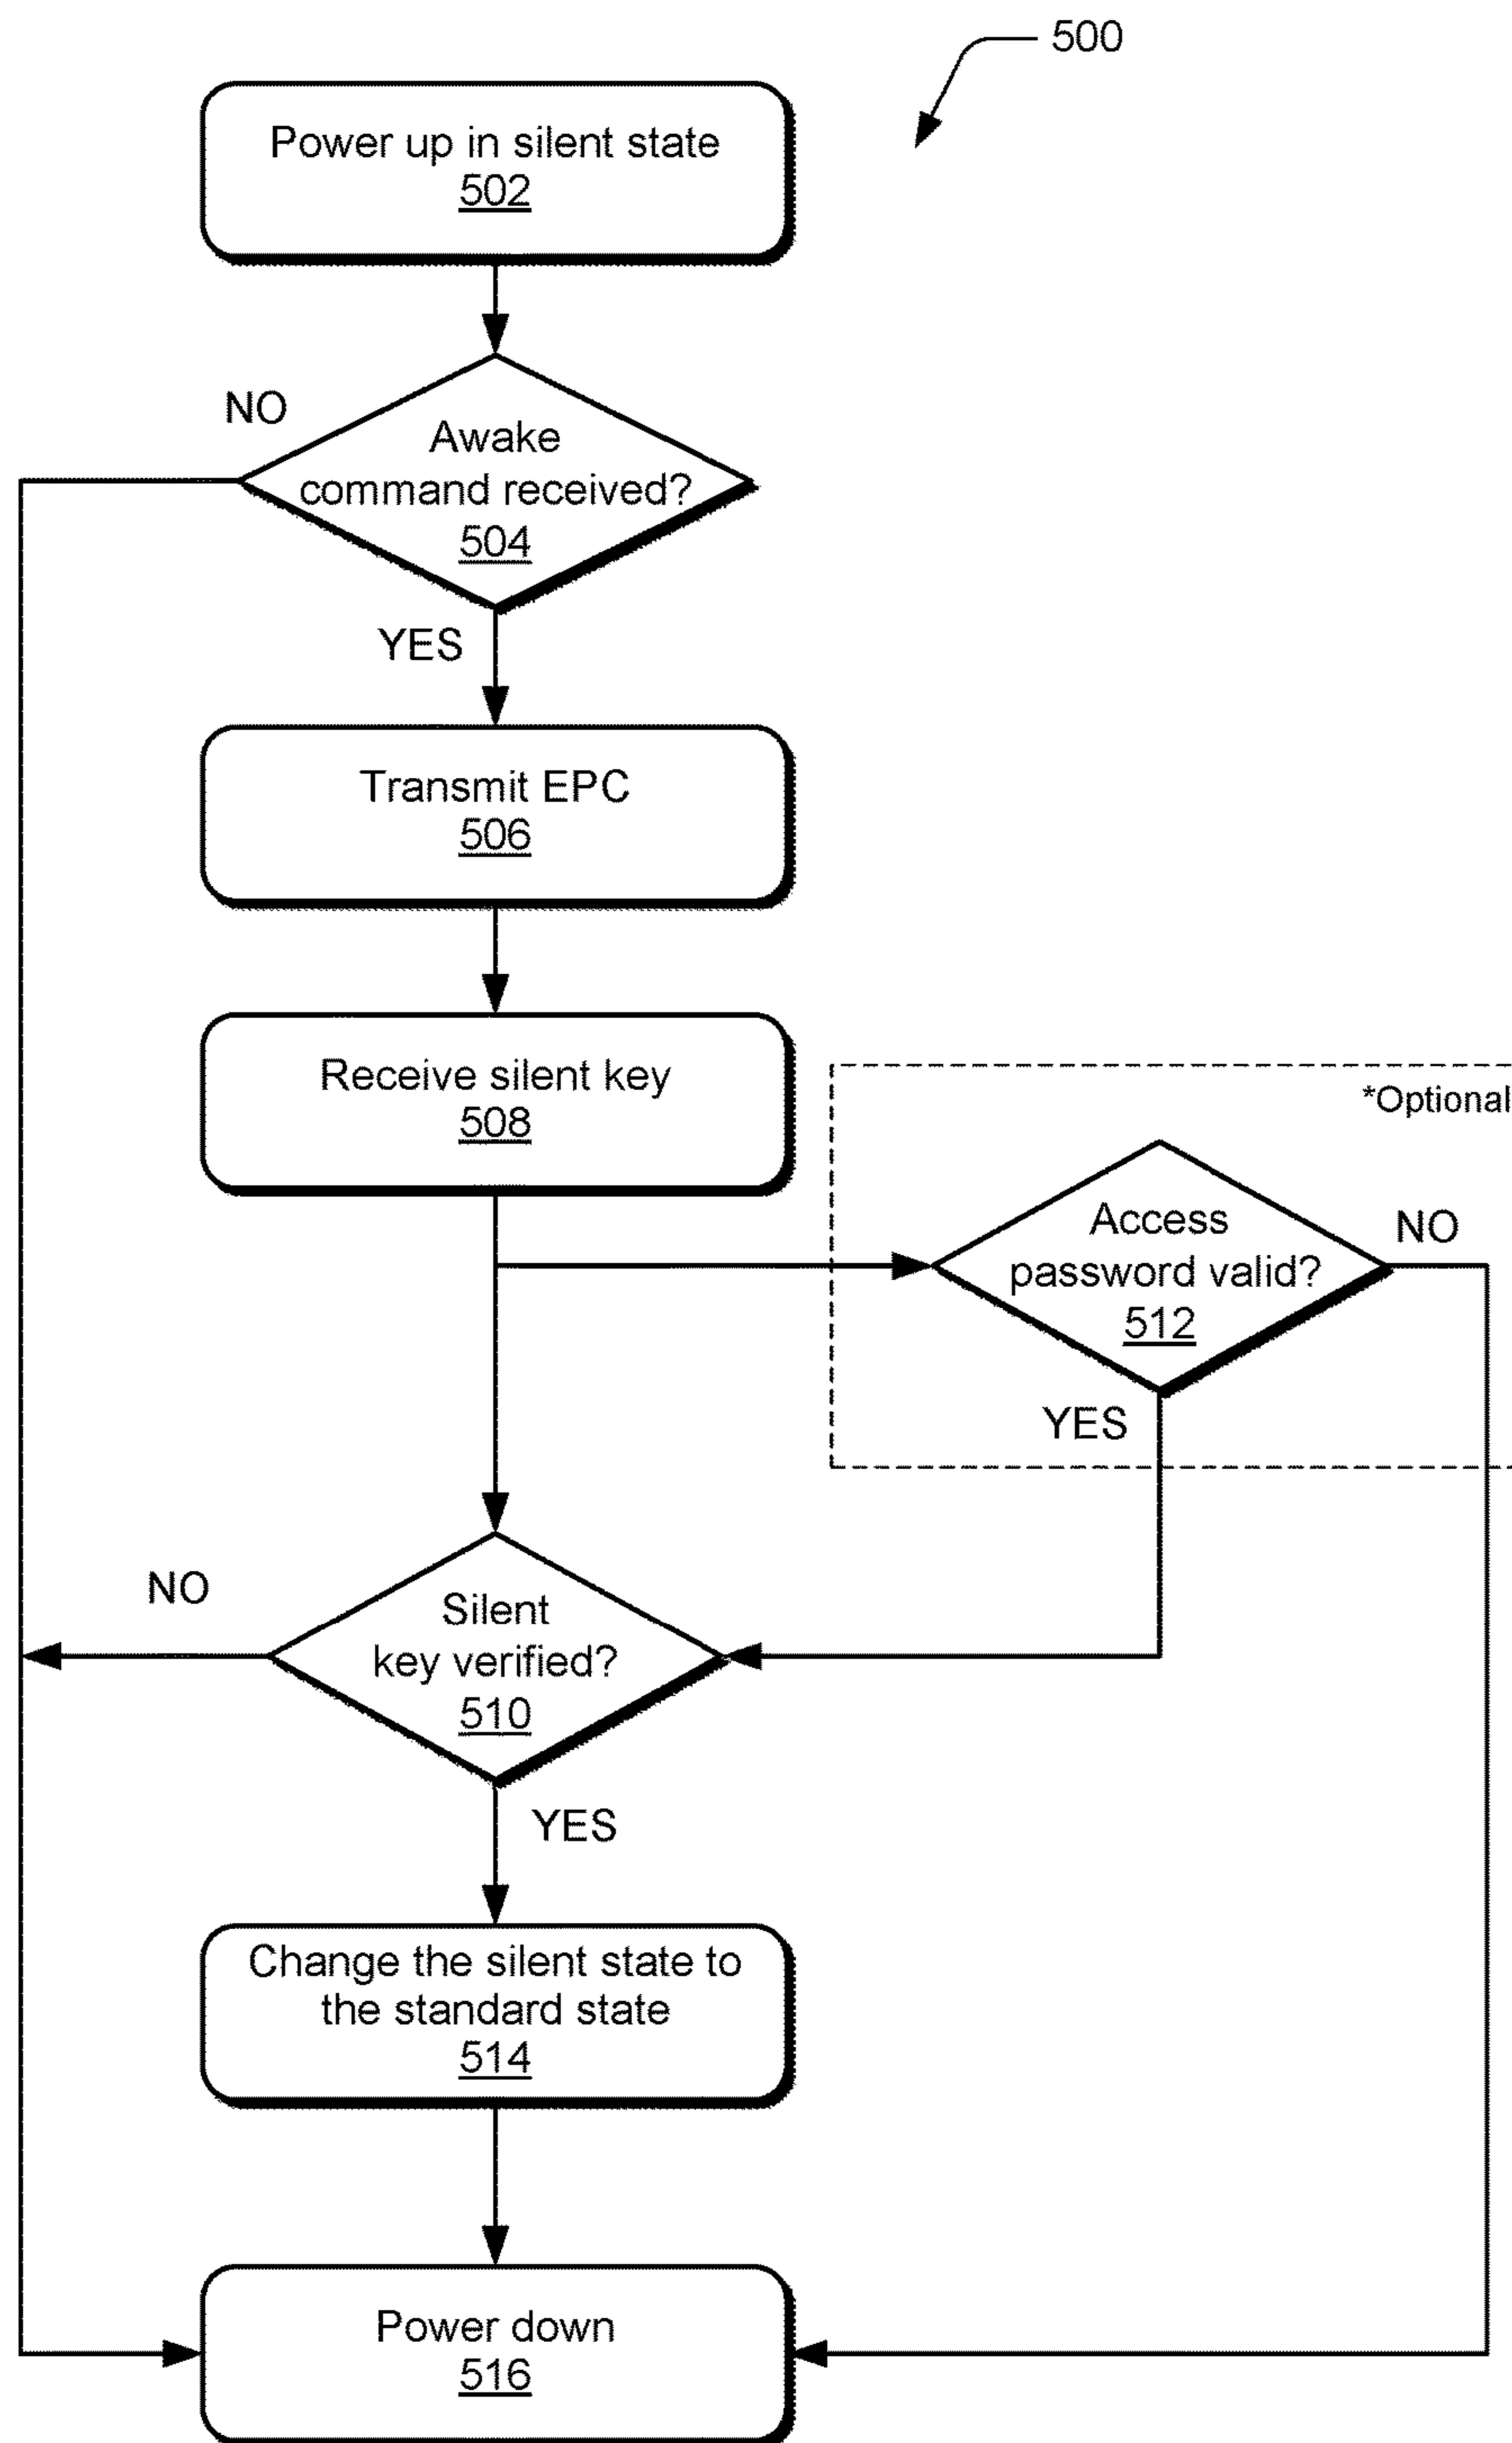 500
Power up in silent state
502
NO
Awake
command received?
504
YES
Transmit EPC
506
Receive silent key
508
*Optional
Access
password valid?
512
NO
YES
NO
Silent
key verified?
510
YES
Change the silent state to
the standard state
514
Power down
516